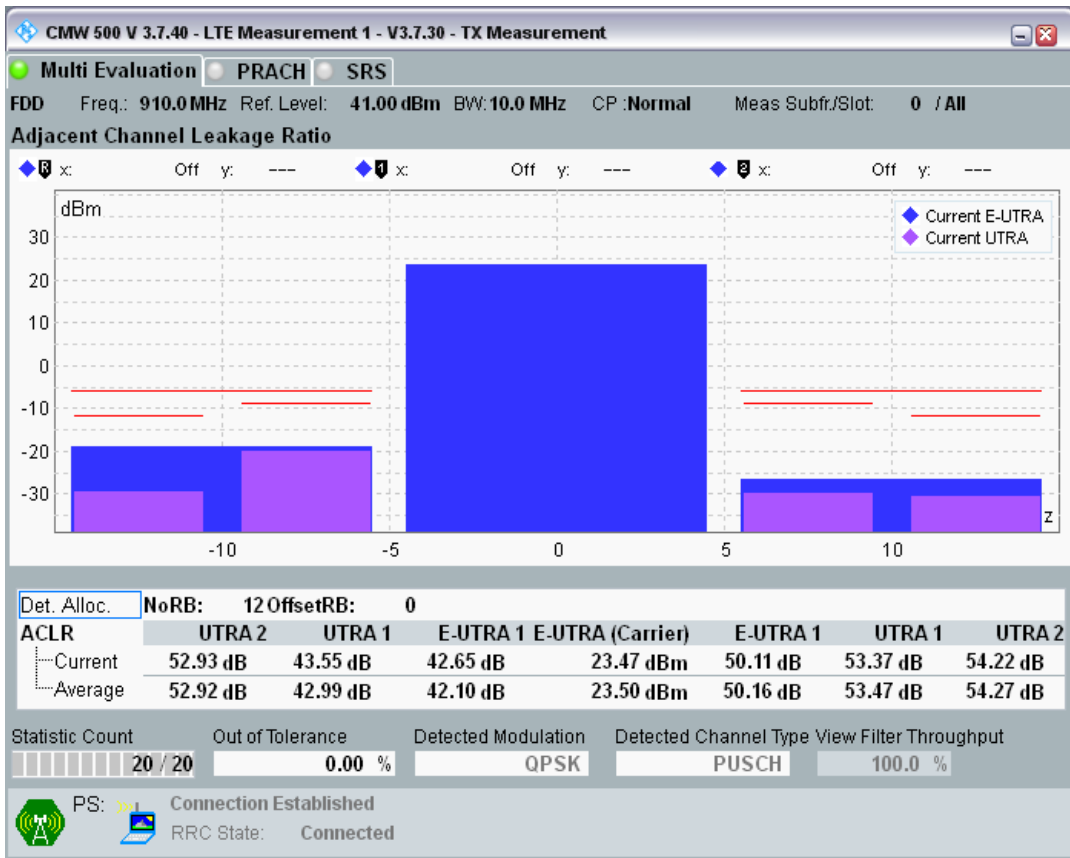 CMW 500 V 3.7.40 - LTE Measurement 1 - V3.7.30 - TX Measurement
Multi Evaluation PRACH SRS
FDD Freq.: 910.0 MHz Ref. Level: 41.00 dBm BW: 10.0 MHz CP :Normal Meas Subfr./Slot: 0 / All
Adjacent Channel Leakage Ratio
R x: Off y: --- 1 x: Off y: --- 2 x: Off y: ---
dBm
Current E-UTRA
Current UTRA
30
20
10
0
-10
-20
-30
z
-10 -5 0 5 10
Det. Alloc. NoRB: 12 OffsetRB: 0
ACLR UTRA 2 UTRA 1 E-UTRA 1 E-UTRA (Carrier) E-UTRA 1 UTRA 1 UTRA 2
Current 52.93 dB 43.55 dB 42.65 dB 23.47 dBm 50.11 dB 53.37 dB 54.22 dB
Average 52.92 dB 42.99 dB 42.10 dB 23.50 dBm 50.16 dB 53.47 dB 54.27 dB
Statistic Count Out of Tolerance Detected Modulation Detected Channel Type View Filter Throughput
20 / 20 0.00 % QPSK PUSCH 100.0 %
PS: Connection Established
RRC State: Connected